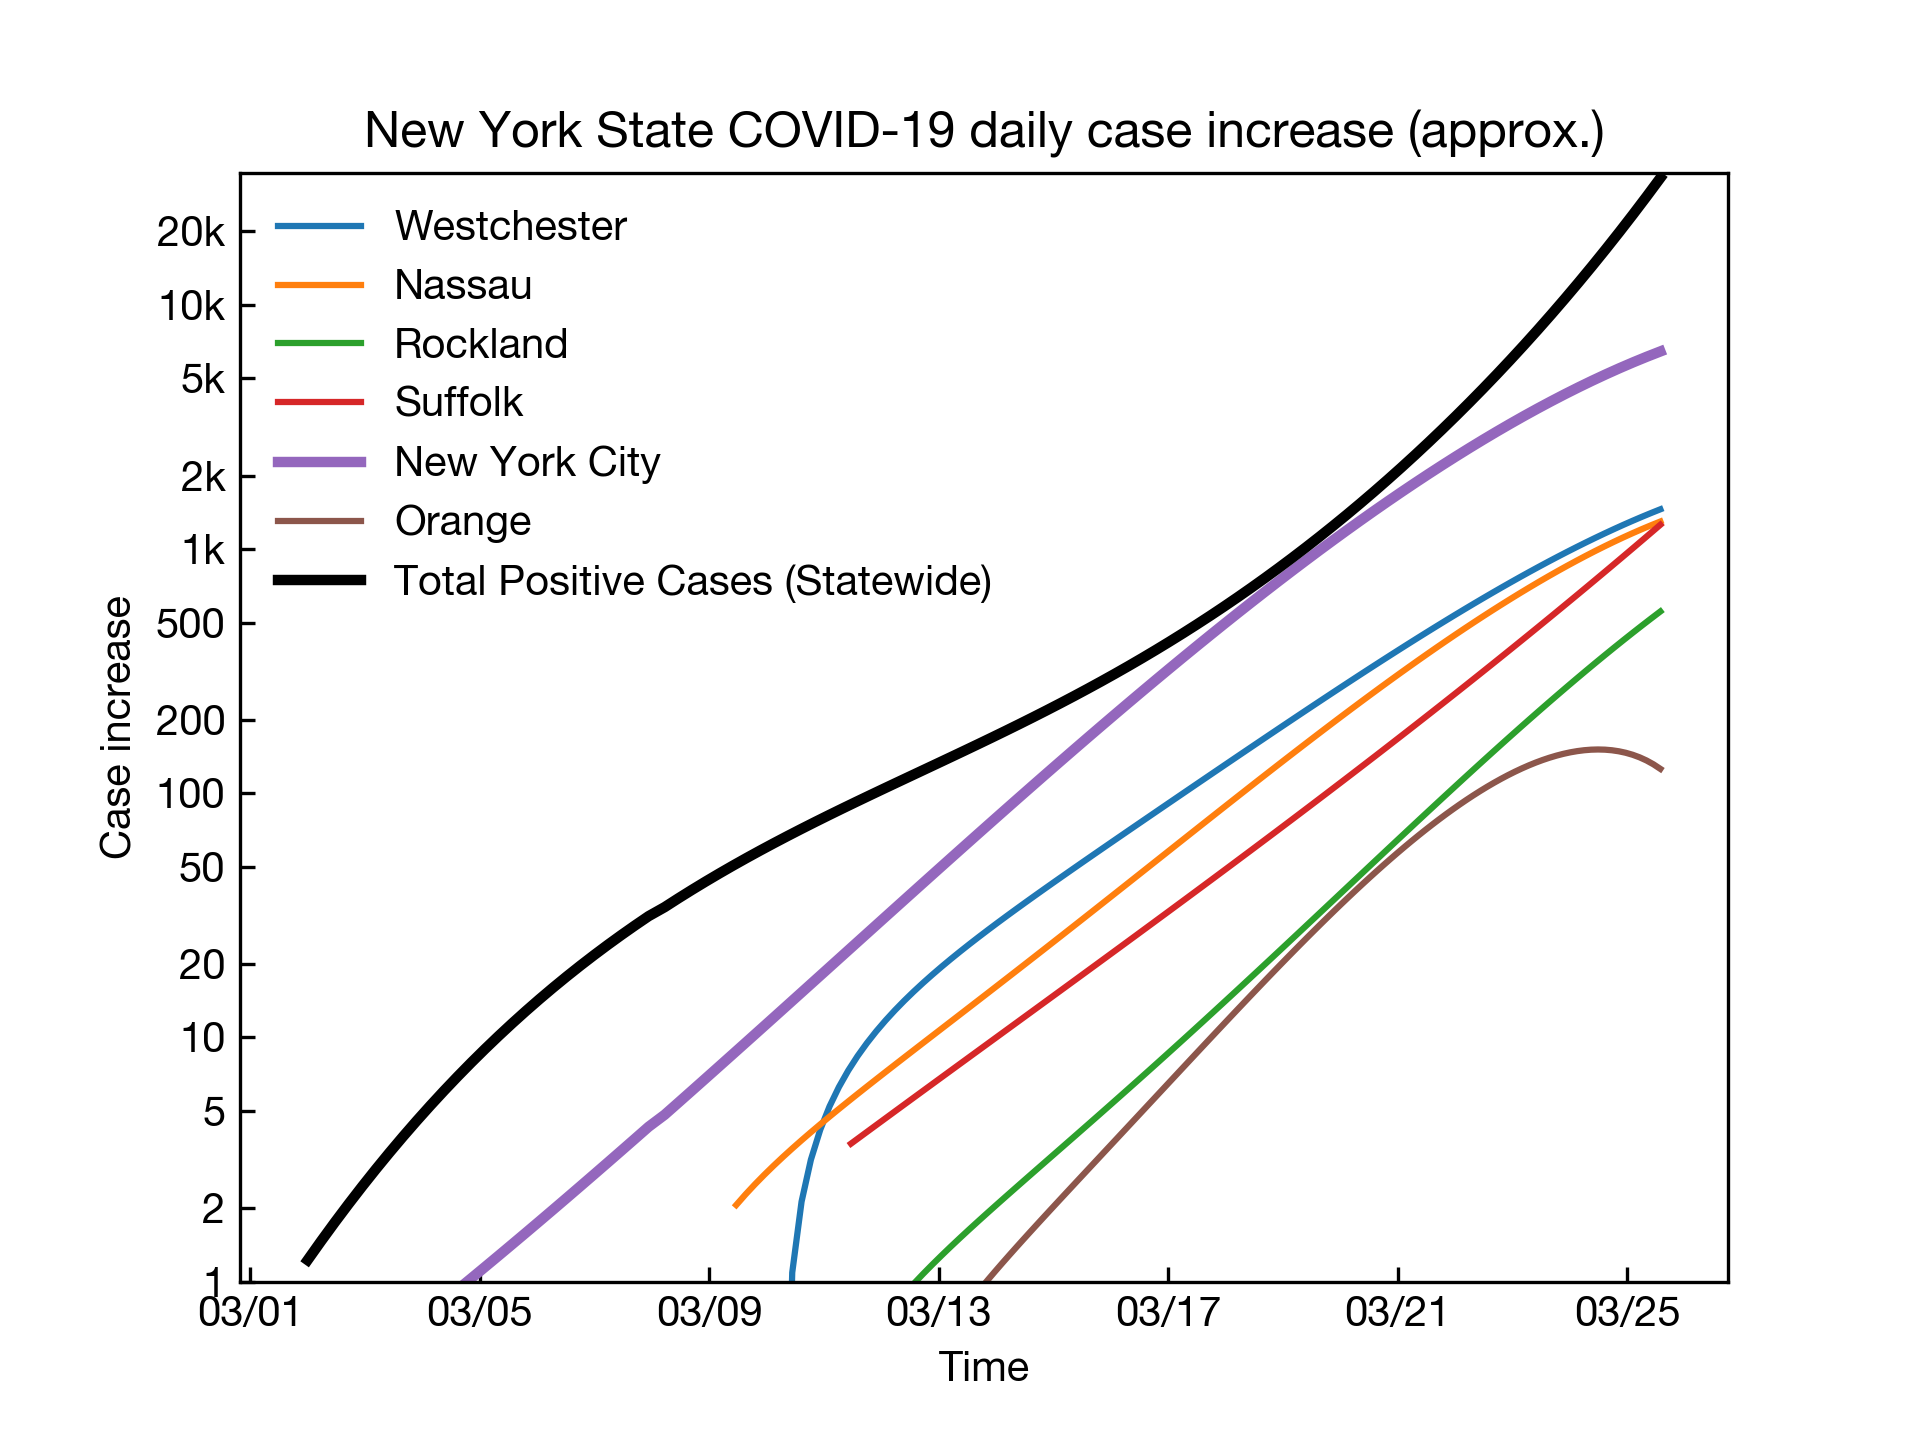 New York State COVID-19 daily case increase (approx.)
Westchester
Nassau
Rockland
Suffolk
New York City
Orange
Total Positive Cases (Statewide)
20k
10k
5k
2k
1k
500
200
100
50
20
10
5
2
1
Case increase
03/01 03/05 03/09 03/13 03/17 03/21 03/25
Time